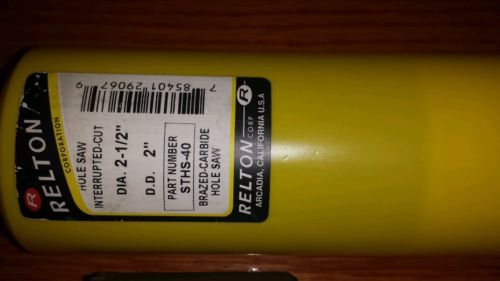 R
RELTON
CORPORATION
HOLE SAW
INTERRUPTED-CUT
DIA. 2-1/2"
D.D. 2"
PART NUMBER
STHS-40
BRAZED-CARBIDE
HOLE SAW
7 85401 29067 9
R
RELTON CORP
ARCADIA, CALIFORNIA U.S.A